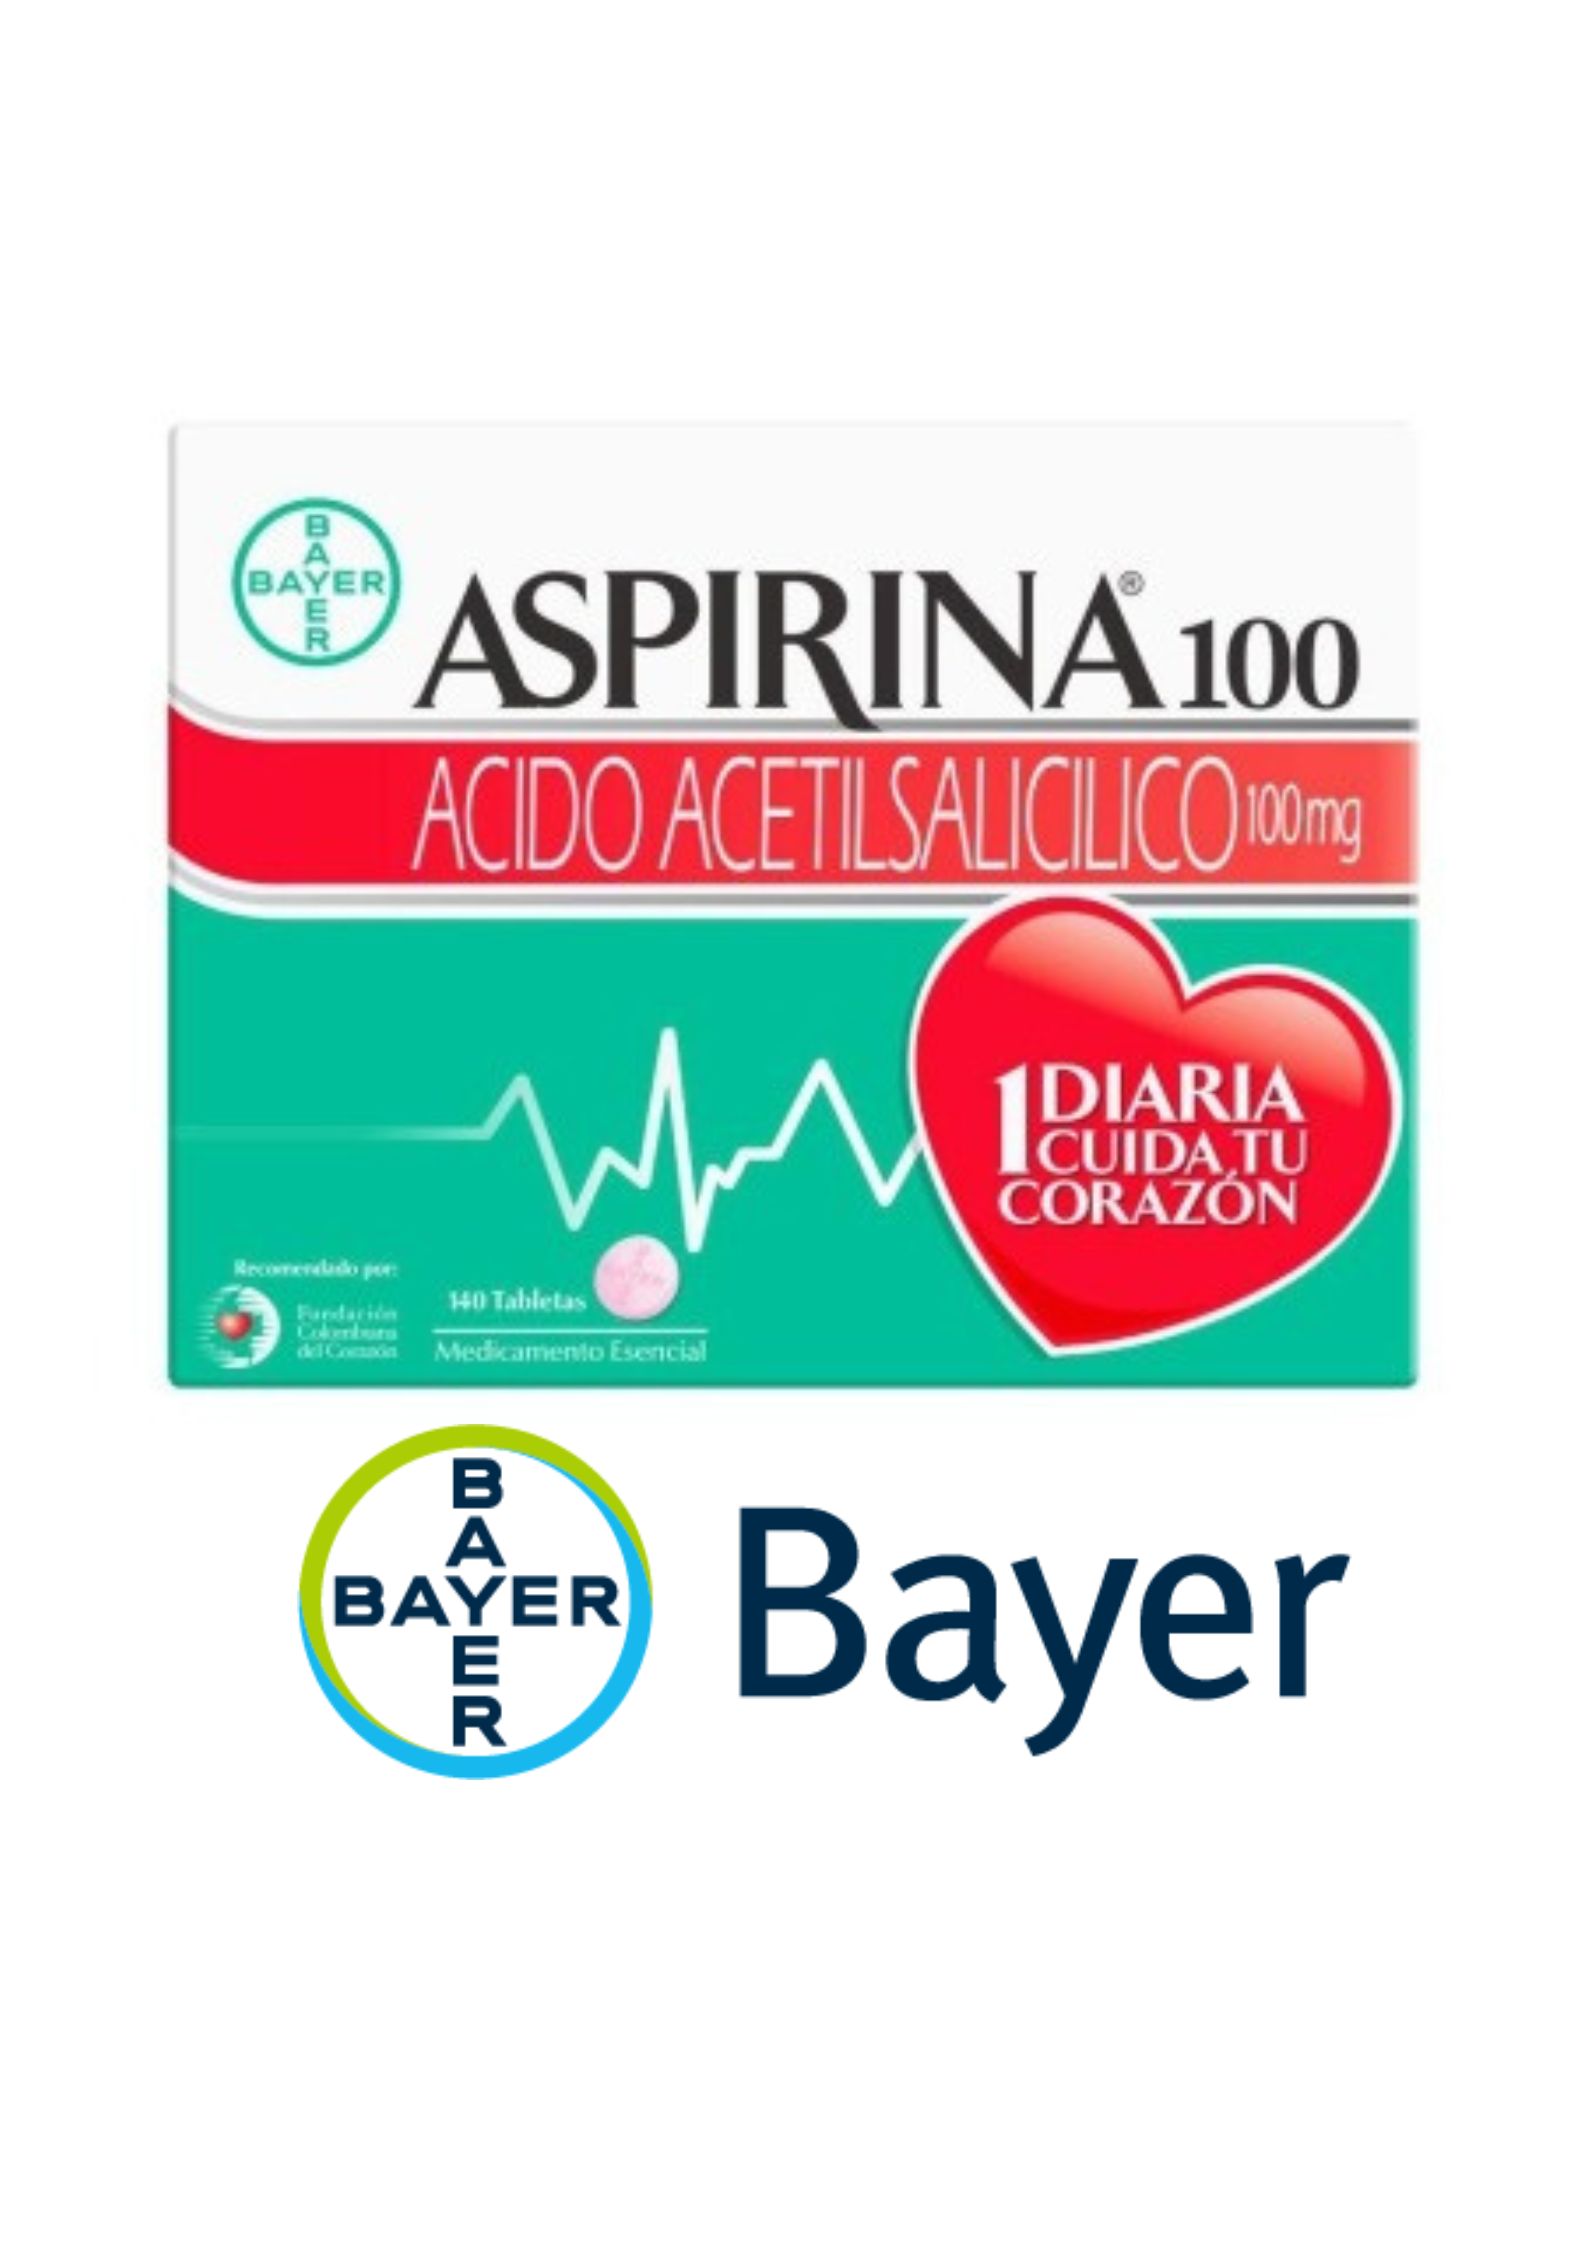 BAYER
BAYER
ASPIRINA® 100
ACIDO ACETILSALICILICO 100mg
1 DIARIA
CUIDA TU
CORAZÓN
Recomendado por:
Fundación
Colombiana
del Corazón
140 Tabletas
Medicamento Esencial
BAYER
BAYER
Bayer